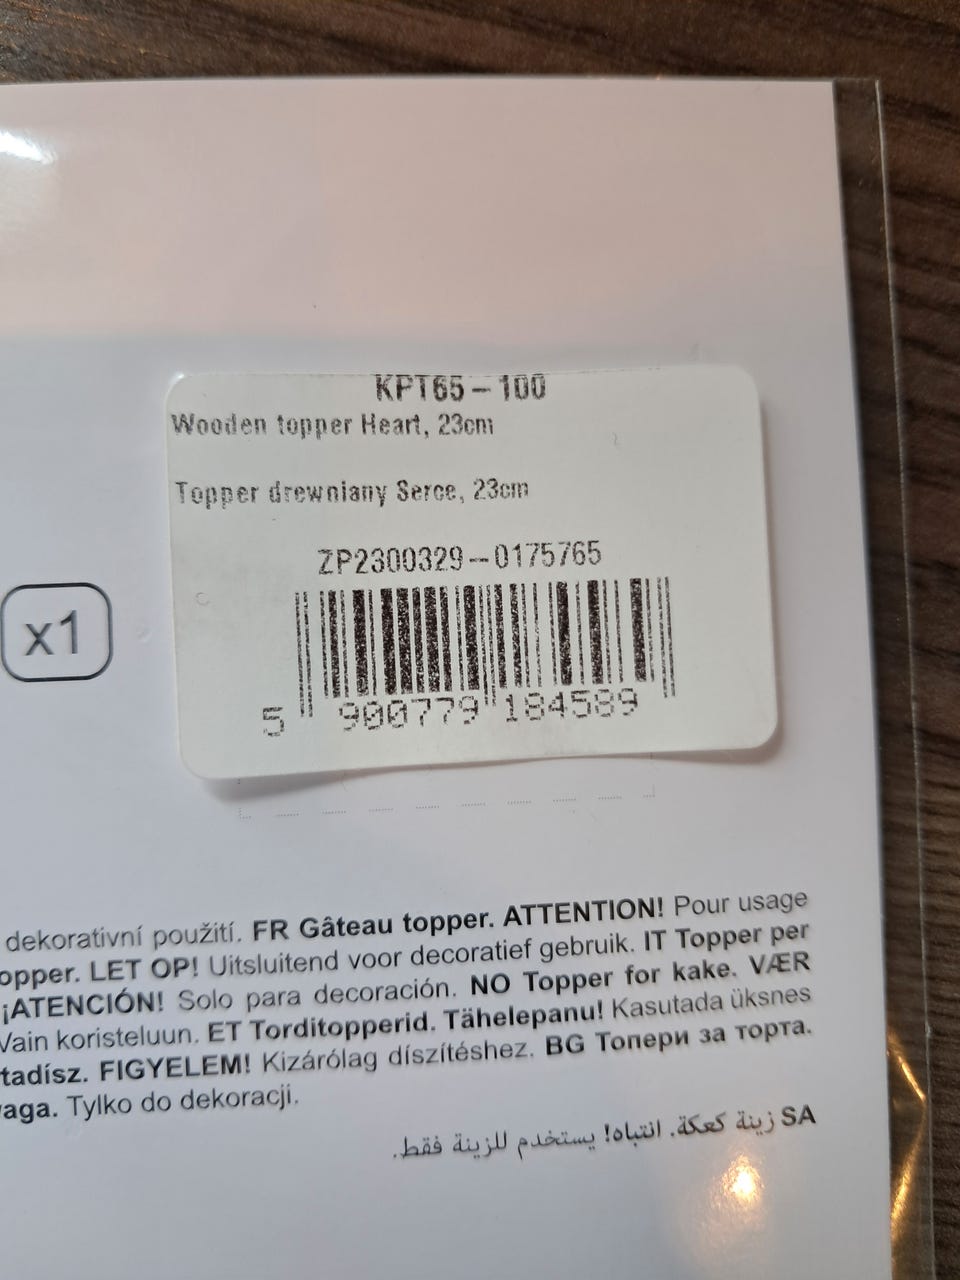 KPT65-100
Wooden topper Heart, 23cm
Topper drewniany Serce, 23cm
ZP2300329-0175765
x1
5 900779 184589
dekorativní použití. FR Gâteau topper. ATTENTION! Pour usage
opper. LET OP! Uitsluitend voor decoratief gebruik. IT Topper per
¡ATENCIÓN! Solo para decoración. NO Topper for kake. VÆR
Vain koristeluun. ET Torditopperid. Tähelepanu! Kasutada üksnes
tadísz. FIGYELEM! Kizárólag díszítéshez. BG Топери за торта.
waga. Tylko do dekoracji.
SA زينة كعكة. انتباه! يستخدم للزينة فقط.